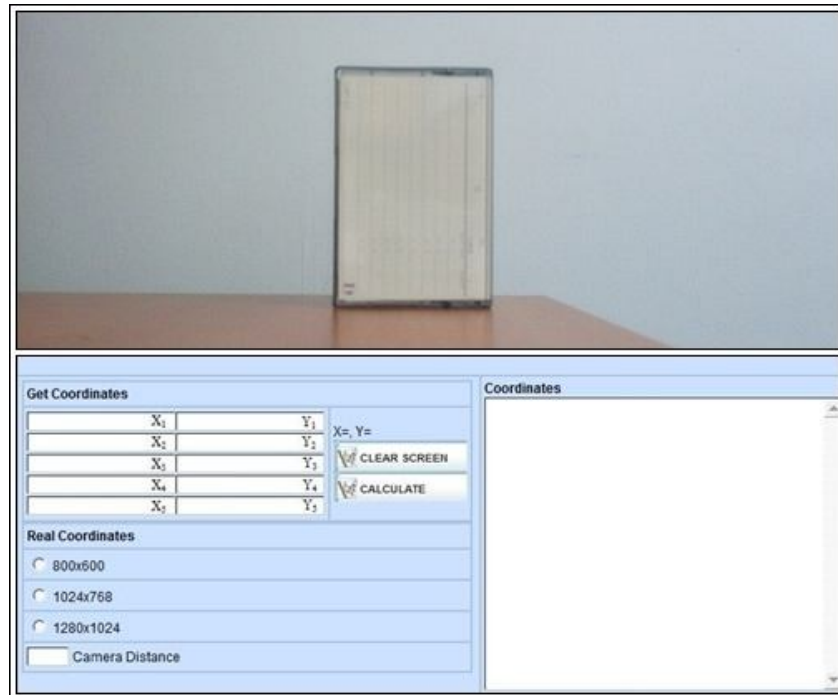 Get Coordinates
X₁ Y₁
X₂ Y₂
X₃ Y₃
X₄ Y₄
X₅ Y₅
X=, Y=
CLEAR SCREEN
CALCULATE
Real Coordinates
800x600
1024x768
1280x1024
Camera Distance
Coordinates